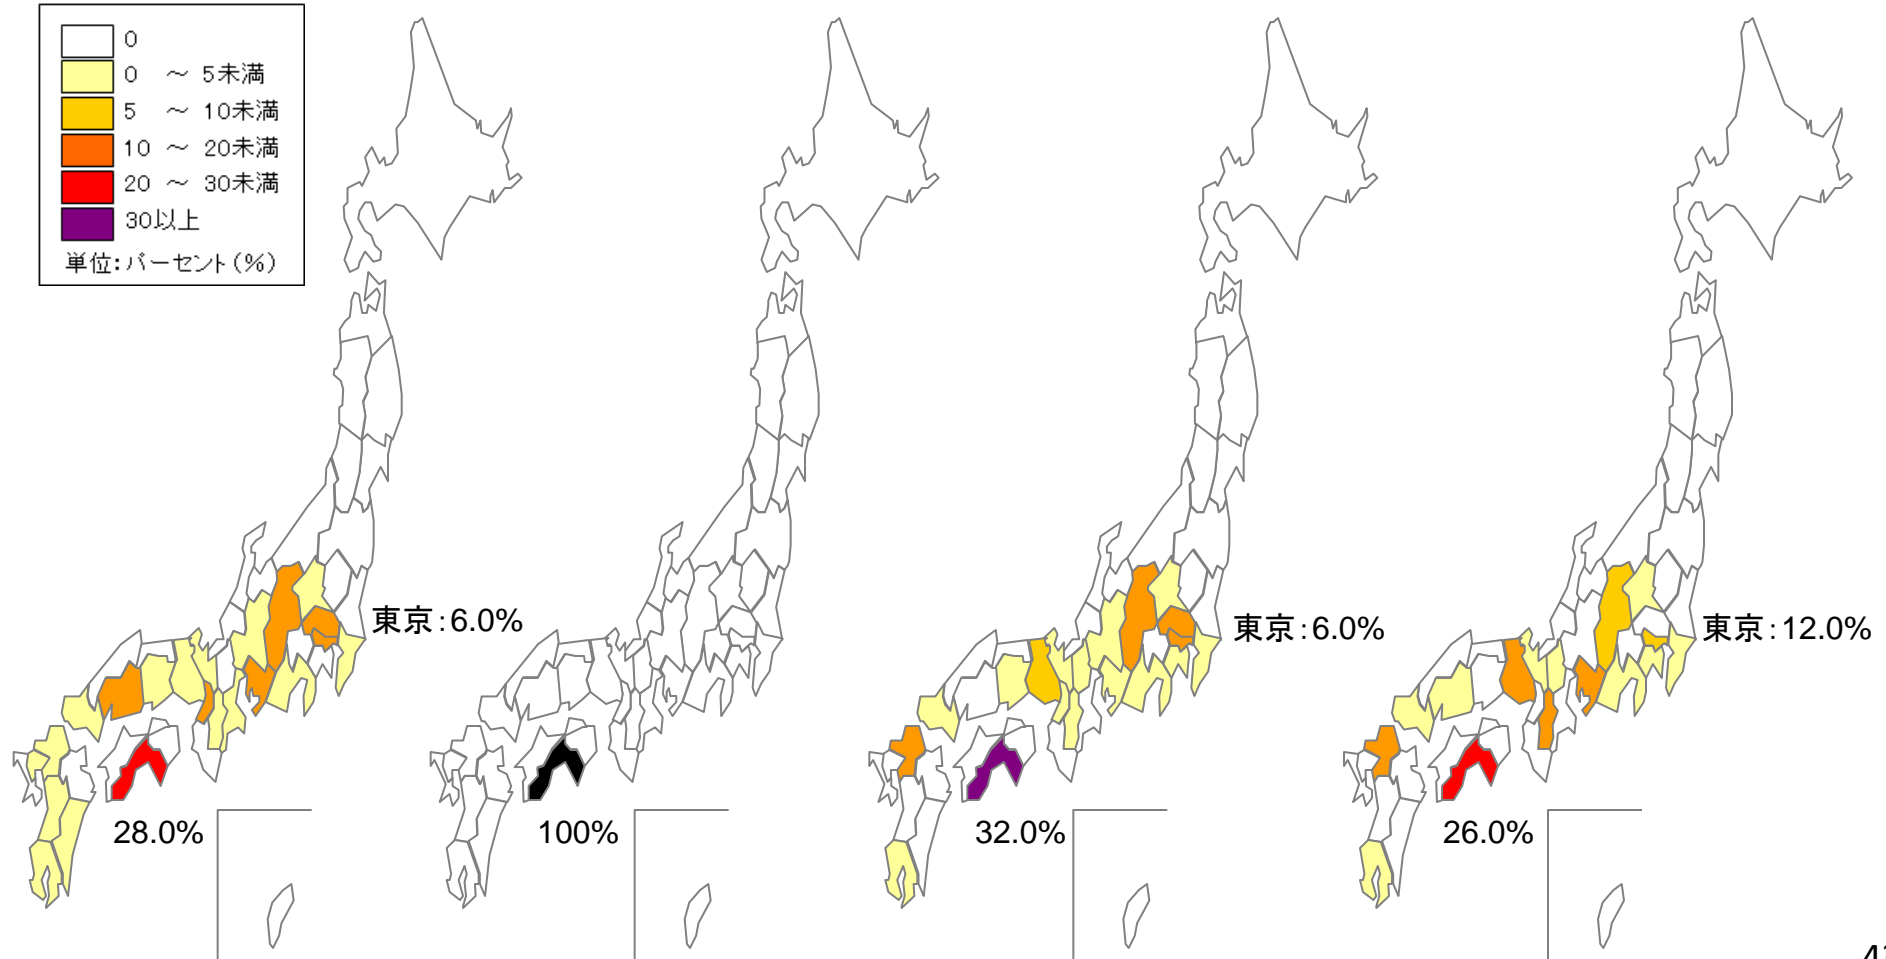 0
0 ～ 5未満
5 ～ 10未満
10 ～ 20未満
20 ～ 30未満
30以上
単位:パーセント(%)
東京:6.0%
東京:6.0%
東京:12.0%
28.0%
100%
32.0%
26.0%